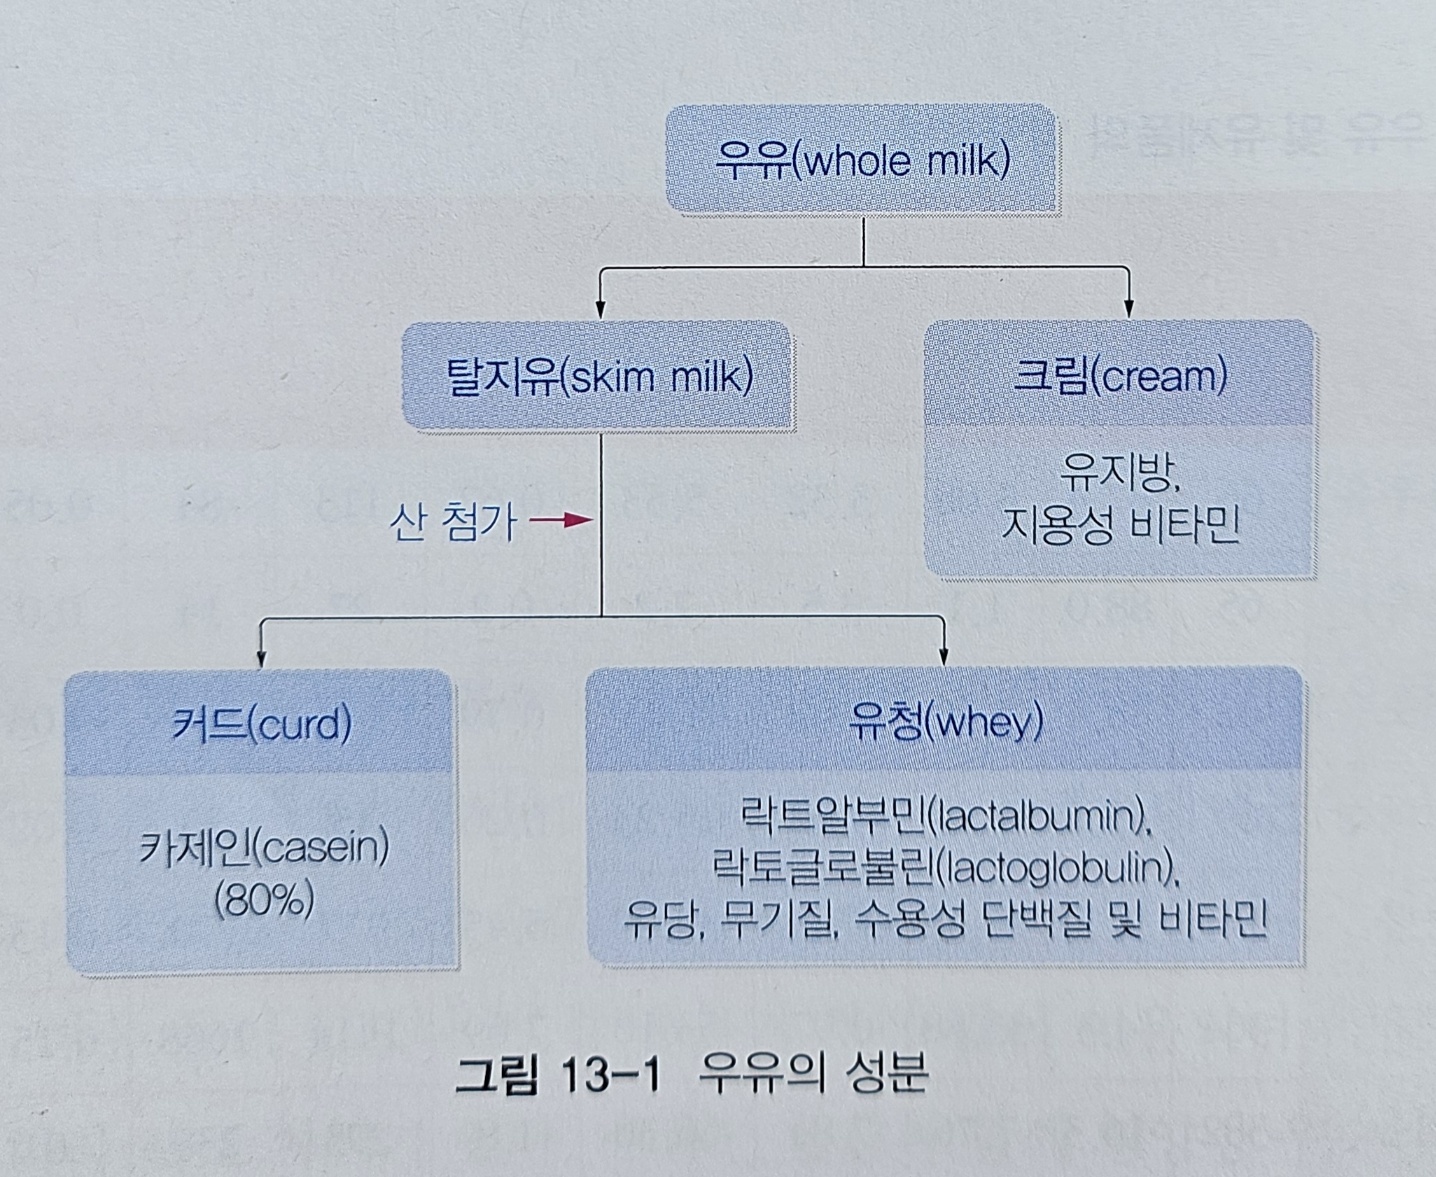 우유(whole milk)
탈지유(skim milk)
크림(cream)
유지방,
지용성 비타민
산 첨가
커드(curd)
카제인(casein)
(80%)
유청(whey)
락트알부민(lactalbumin),
락토글로불린(lactoglobulin),
유당, 무기질, 수용성 단백질 및 비타민
그림 13-1 우유의 성분